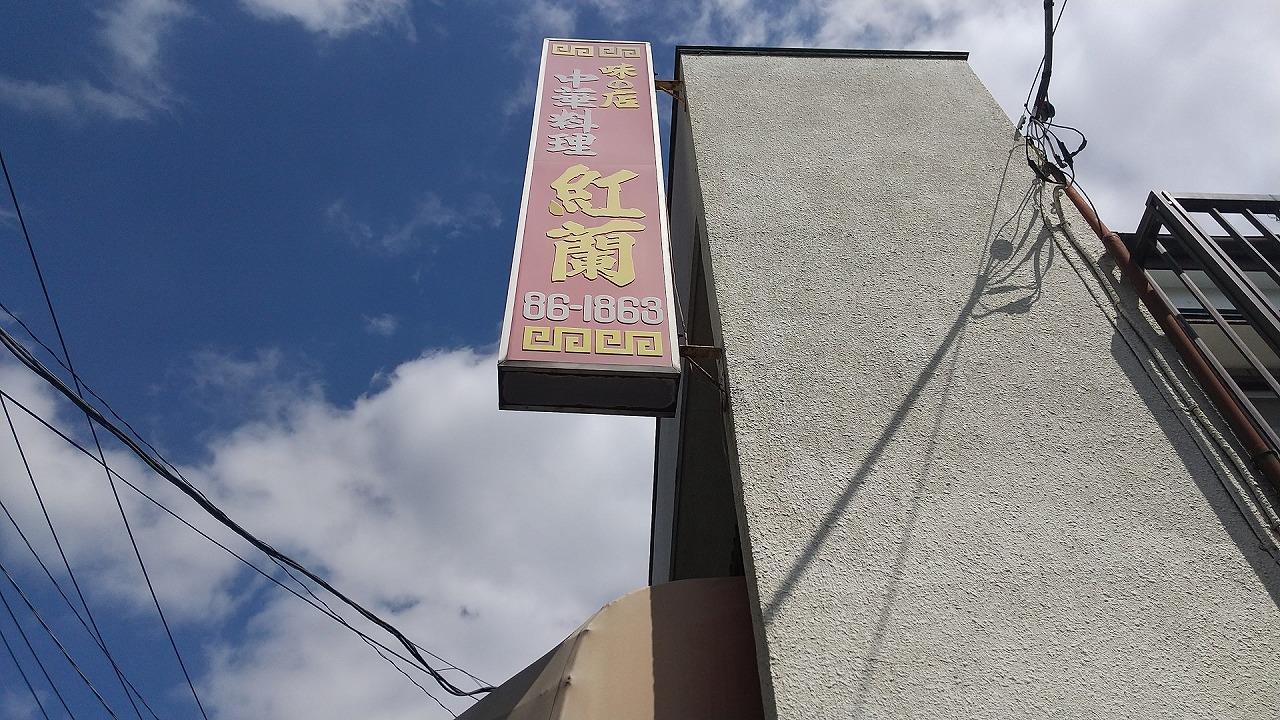 味の店
中華料理
紅蘭
86-1863